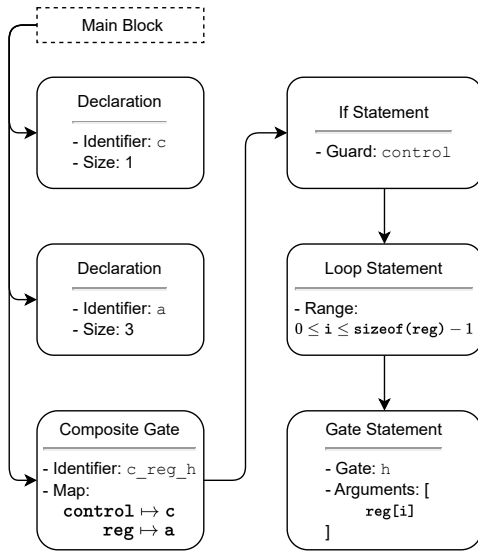 Main Block
Declaration
- Identifier: c
- Size: 1
Declaration
- Identifier: a
- Size: 3
Composite Gate
- Identifier: c_reg_h
- Map:
control ↦ c
reg ↦ a
If Statement
- Guard: control
Loop Statement
- Range:
0 ≤ i ≤ sizeof(reg) − 1
Gate Statement
- Gate: h
- Arguments: [
reg[i]
]